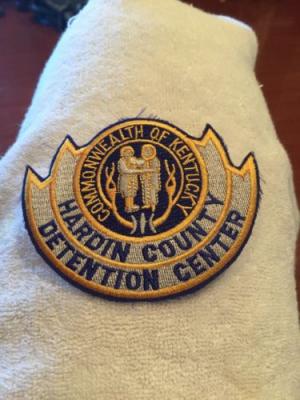 COMMONWEALTH OF KENTUCKY
HARDIN COUNTY
DETENTION CENTER